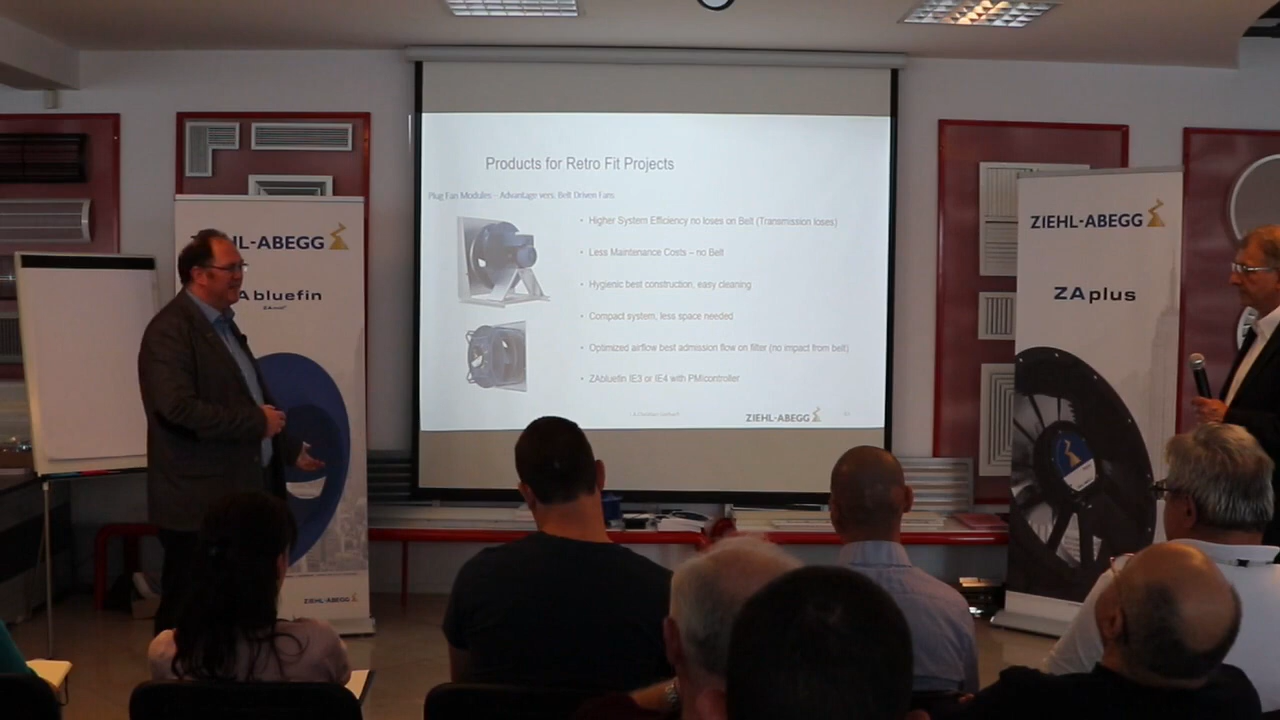 Products for Retro Fit Projects
Plug Fan Modules – Advantage vers. Belt Driven Fans
• Higher System Efficiency no loses on Belt (Transmission loses)
• Less Maintenance Costs – no Belt
• Hygienic best construction, easy cleaning
• Compact system, less space needed
• Optimized airflow best admission flow on filter (no impact from belt)
• ZAbluefin IE3 or IE4 with PMicontroller
ZIEHL-ABEGG
HL-ABEGG
Abluefin
ZIEHL-ABEGG
ZIEHL-ABEGG
ZAplus